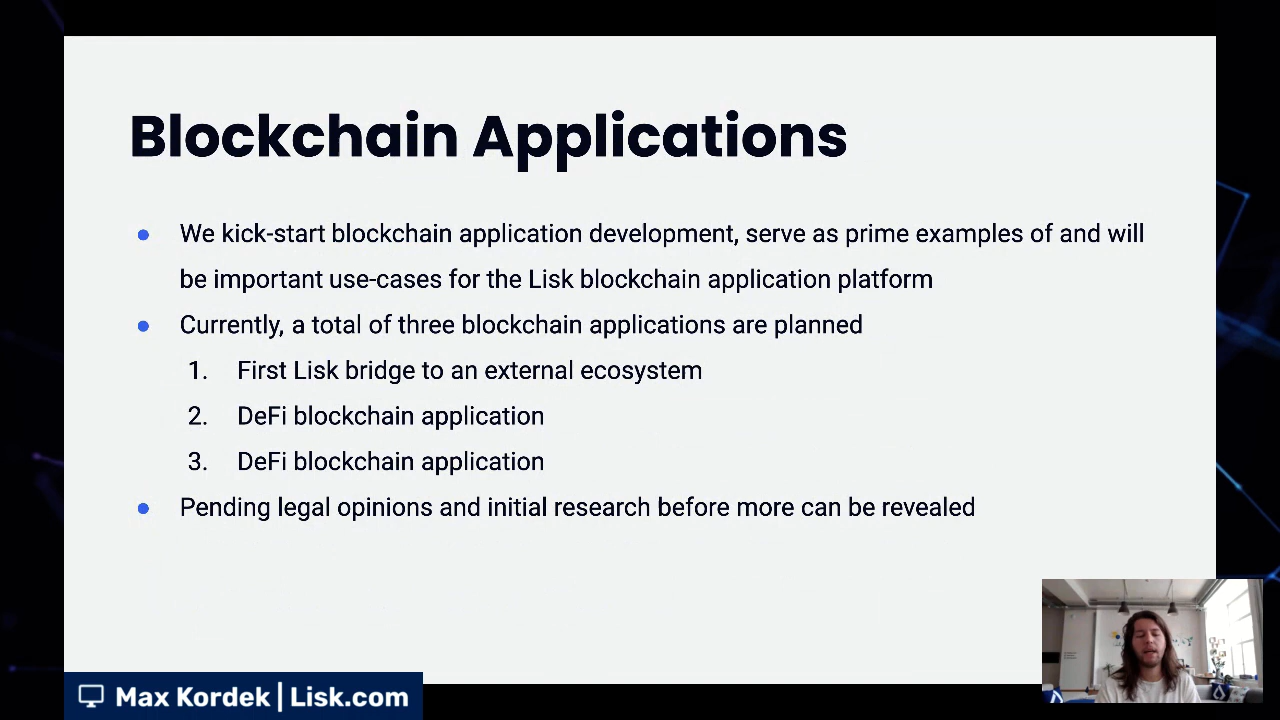 Blockchain Applications
● We kick-start blockchain application development, serve as prime examples of and will
be important use-cases for the Lisk blockchain application platform
● Currently, a total of three blockchain applications are planned
1. First Lisk bridge to an external ecosystem
2. DeFi blockchain application
3. DeFi blockchain application
● Pending legal opinions and initial research before more can be revealed
Max Kordek | Lisk.com